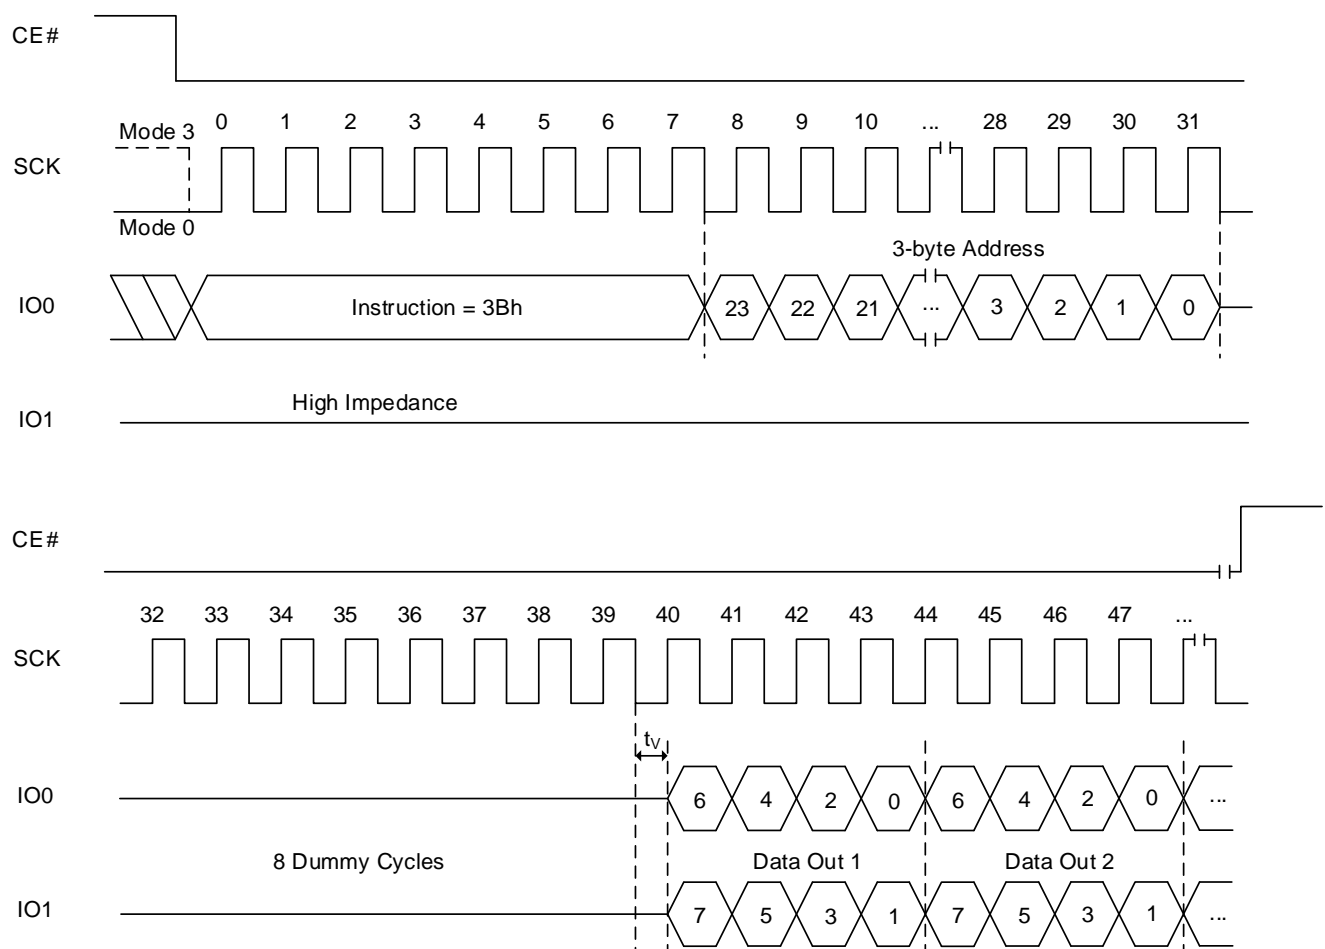 CE#
Mode 3 0 1 2 3 4 5 6 7 8 9 10 ... 28 29 30 31
SCK
Mode 0
3-byte Address
IO0 Instruction = 3Bh 23 22 21 ... 3 2 1 0
High Impedance
IO1
CE#
32 33 34 35 36 37 38 39 40 41 42 43 44 45 46 47 ...
SCK
tV
IO0 6 4 2 0 6 4 2 0 ...
8 Dummy Cycles Data Out 1 Data Out 2
IO1 7 5 3 1 7 5 3 1 ...